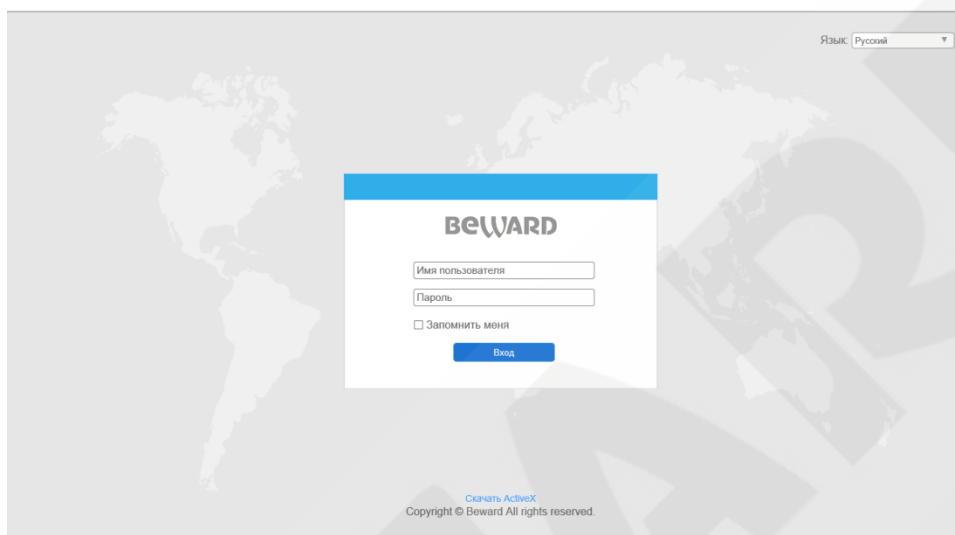 Язык: Русский
BEWARD
Имя пользователя
Пароль
Запомнить меня
Вход
Скачать ActiveX
Copyright © Beward All rights reserved.